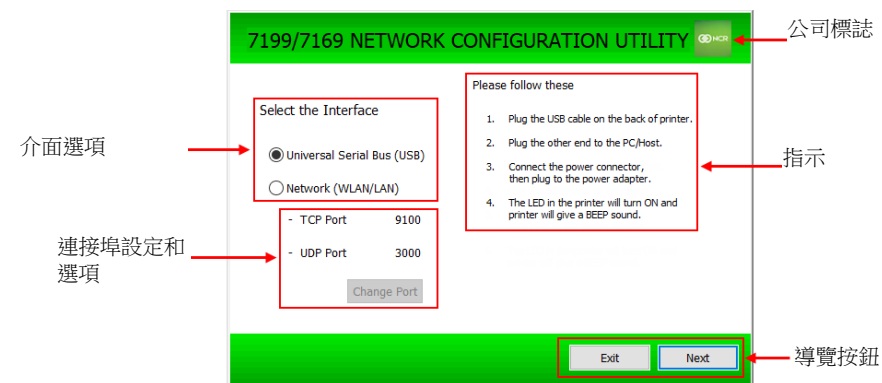 7199/7169 NETWORK CONFIGURATION UTILITY
NCR
公司標誌
Select the Interface
Universal Serial Bus (USB)
Network (WLAN/LAN)
介面選項
- TCP Port 9100
- UDP Port 3000
Change Port
連接埠設定和
選項
Please follow these
1. Plug the USB cable on the back of printer.
2. Plug the other end to the PC/Host.
3. Connect the power connector,
then plug to the power adapter.
4. The LED in the printer will turn ON and
printer will give a BEEP sound.
指示
Exit Next
導覽按鈕